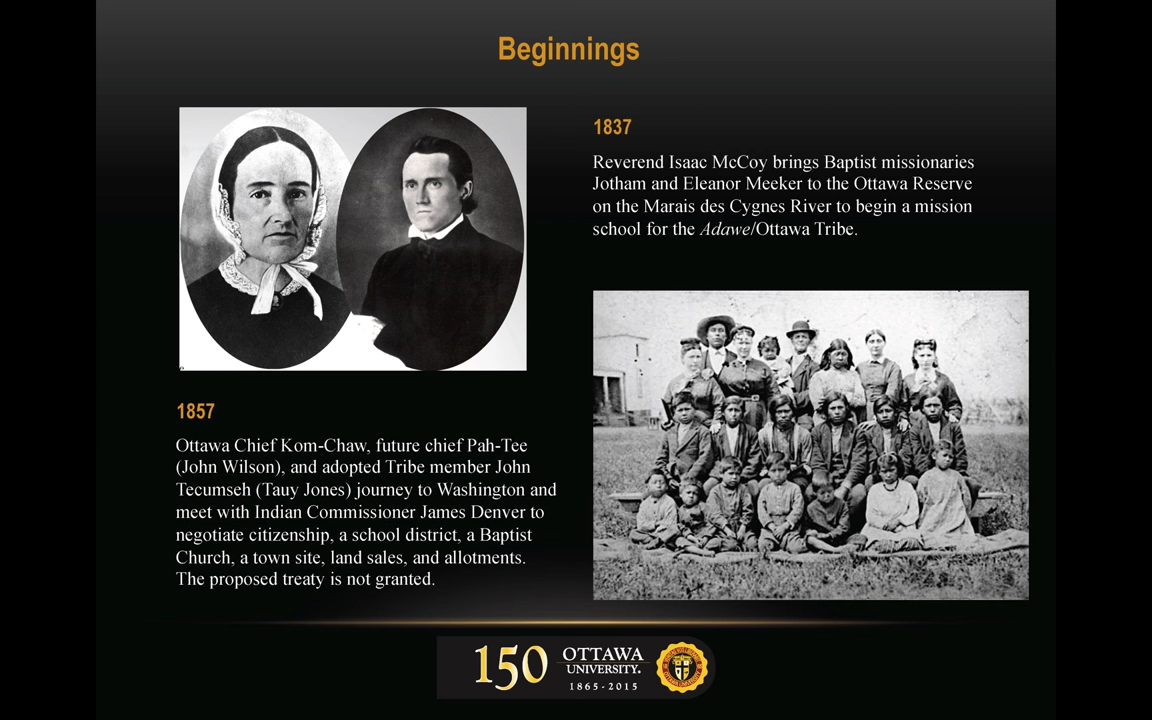 Beginnings
1837
Reverend Isaac McCoy brings Baptist missionaries
Jotham and Eleanor Meeker to the Ottawa Reserve
on the Marais des Cygnes River to begin a mission
school for the Adawe/Ottawa Tribe.
1857
Ottawa Chief Kom-Chaw, future chief Pah-Tee
(John Wilson), and adopted Tribe member John
Tecumseh (Tauy Jones) journey to Washington and
meet with Indian Commissioner James Denver to
negotiate citizenship, a school district, a Baptist
Church, a town site, land sales, and allotments.
The proposed treaty is not granted.
150
OTTAWA
UNIVERSITY.
1865-2015